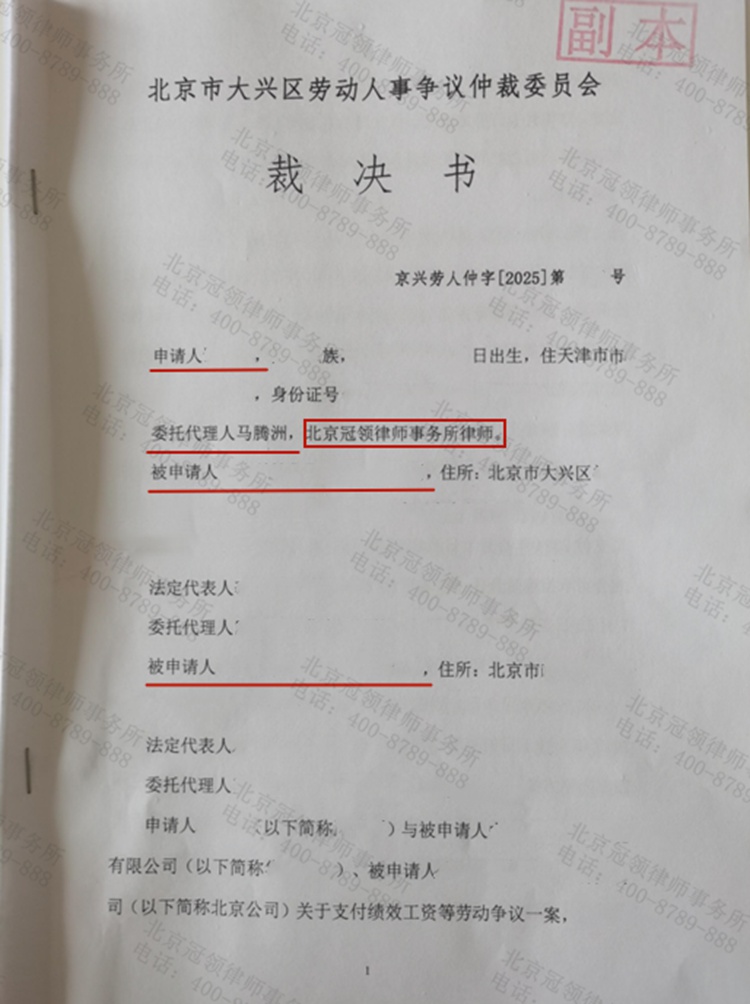 副本
北京市大兴区劳动人事争议仲裁委员会
裁 决 书
京兴劳人仲字[2025]第 号
申请人 , 族, 日出生，住天津市市
，身份证号
委托代理人马腾洲，北京冠领律师事务所律师。
被申请人 ，住所：北京市大兴区
法定代表人
委托代理人
被申请人 ，住所：北京市
法定代表人
委托代理人
申请人 （以下简称 ）与被申请人
有限公司（以下简称 ）、被申请人
司（以下简称北京公司）关于支付绩效工资等劳动争议一案，
1
北京冠领律师事务所
电话：400-8789-888